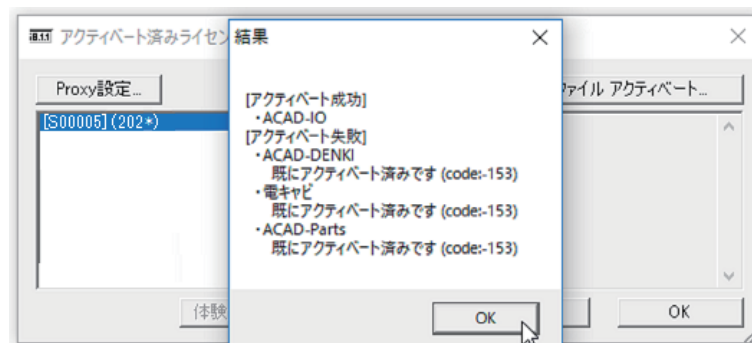 アクティベート済みライセン
結果
Proxy設定...
ファイル アクティベート...
[S00005] (202*)
[アクティベート成功]
・ACAD-IO
[アクティベート失敗]
・ACAD-DENKI
既にアクティベート済みです (code:-153)
・電キャビ
既にアクティベート済みです (code:-153)
・ACAD-Parts
既にアクティベート済みです (code:-153)
体験
OK
OK